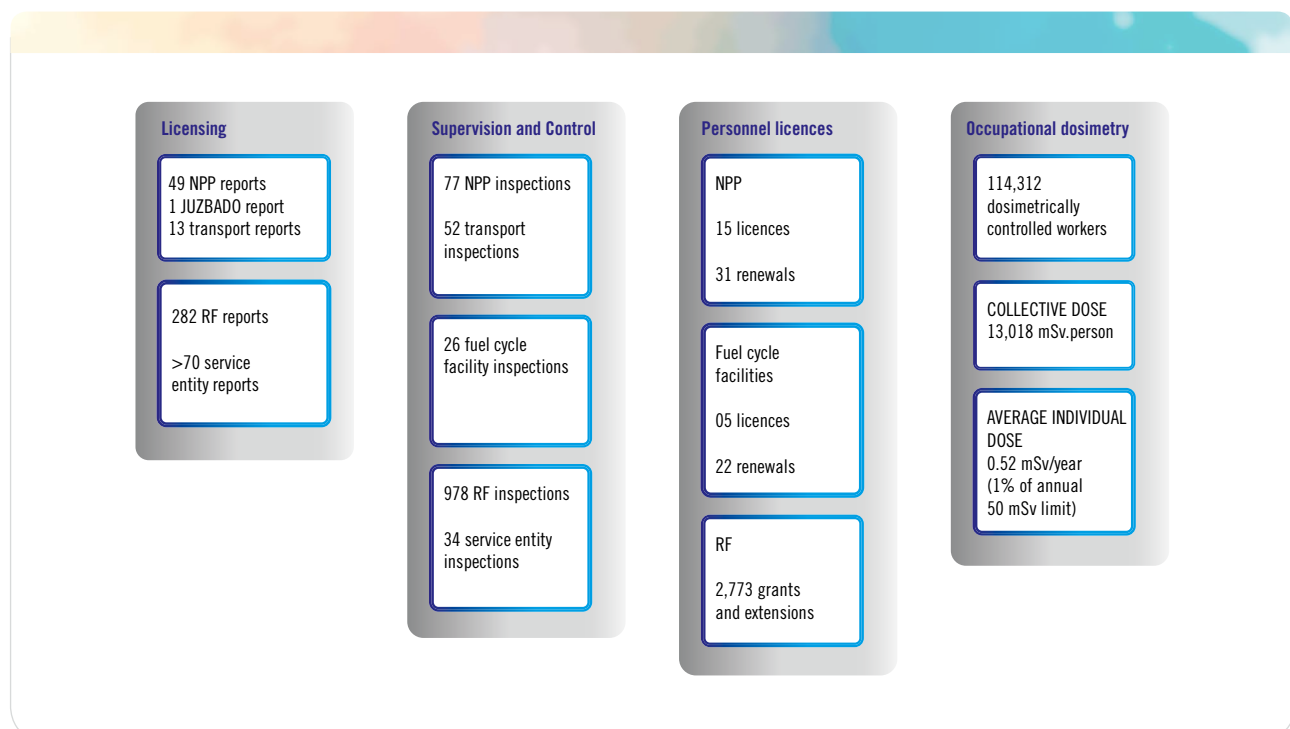 Licensing
49 NPP reports
1 JUZBADO report
13 transport reports
282 RF reports
>70 service
entity reports
Supervision and Control
77 NPP inspections
52 transport
inspections
26 fuel cycle
facility inspections
978 RF inspections
34 service entity
inspections
Personnel licences
NPP
15 licences
31 renewals
Fuel cycle
facilities
05 licences
22 renewals
RF
2,773 grants
and extensions
Occupational dosimetry
114,312
dosimetrically
controlled workers
COLLECTIVE DOSE
13,018 mSv.person
AVERAGE INDIVIDUAL
DOSE
0.52 mSv/year
(1% of annual
50 mSv limit)